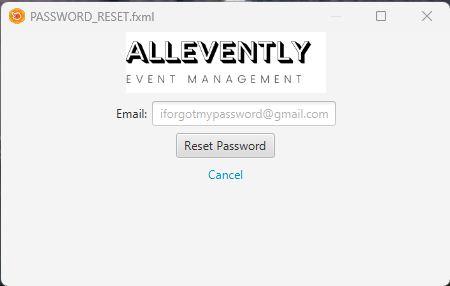 PASSWORD_RESET.fxml
ALLEVENTLY
EVENT MANAGEMENT
Email: iforgotmypassword@gmail.com
Reset Password
Cancel